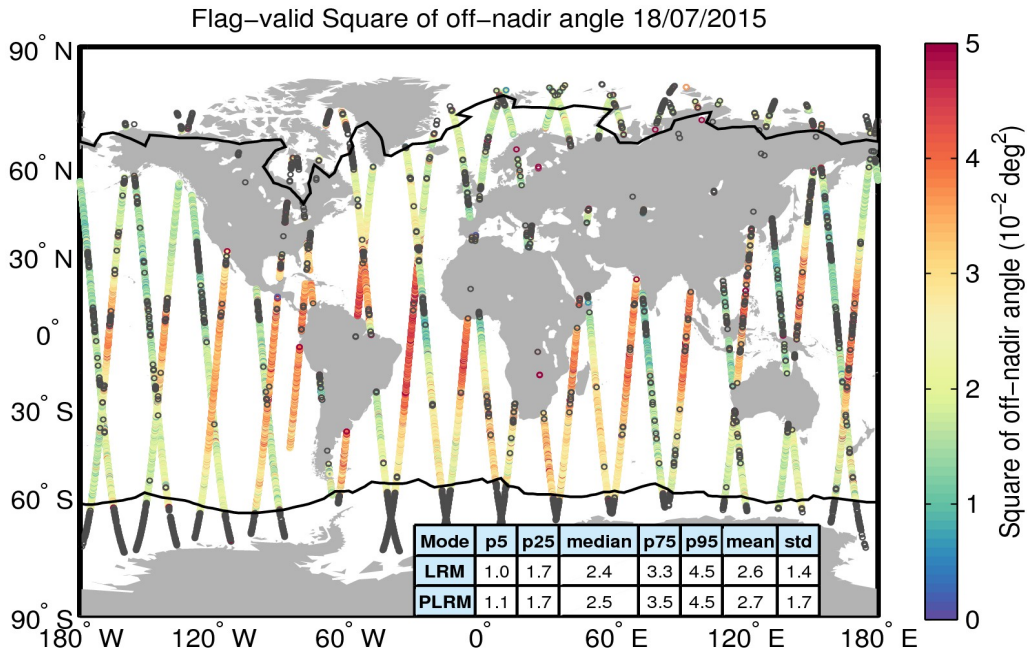 Flag−valid Square of off−nadir angle 18/07/2015
90° N
60° N
30° N
0°
30° S
60° S
90° S
180° W
120° W
60° W
0°
60° E
120° E
180° E
Mode p5 p25 median p75 p95 mean std
LRM 1.0 1.7 2.4 3.3 4.5 2.6 1.4
PLRM 1.1 1.7 2.5 3.5 4.5 2.7 1.7
5
4
3
2
1
0
Square of off−nadir angle (10⁻² deg²)